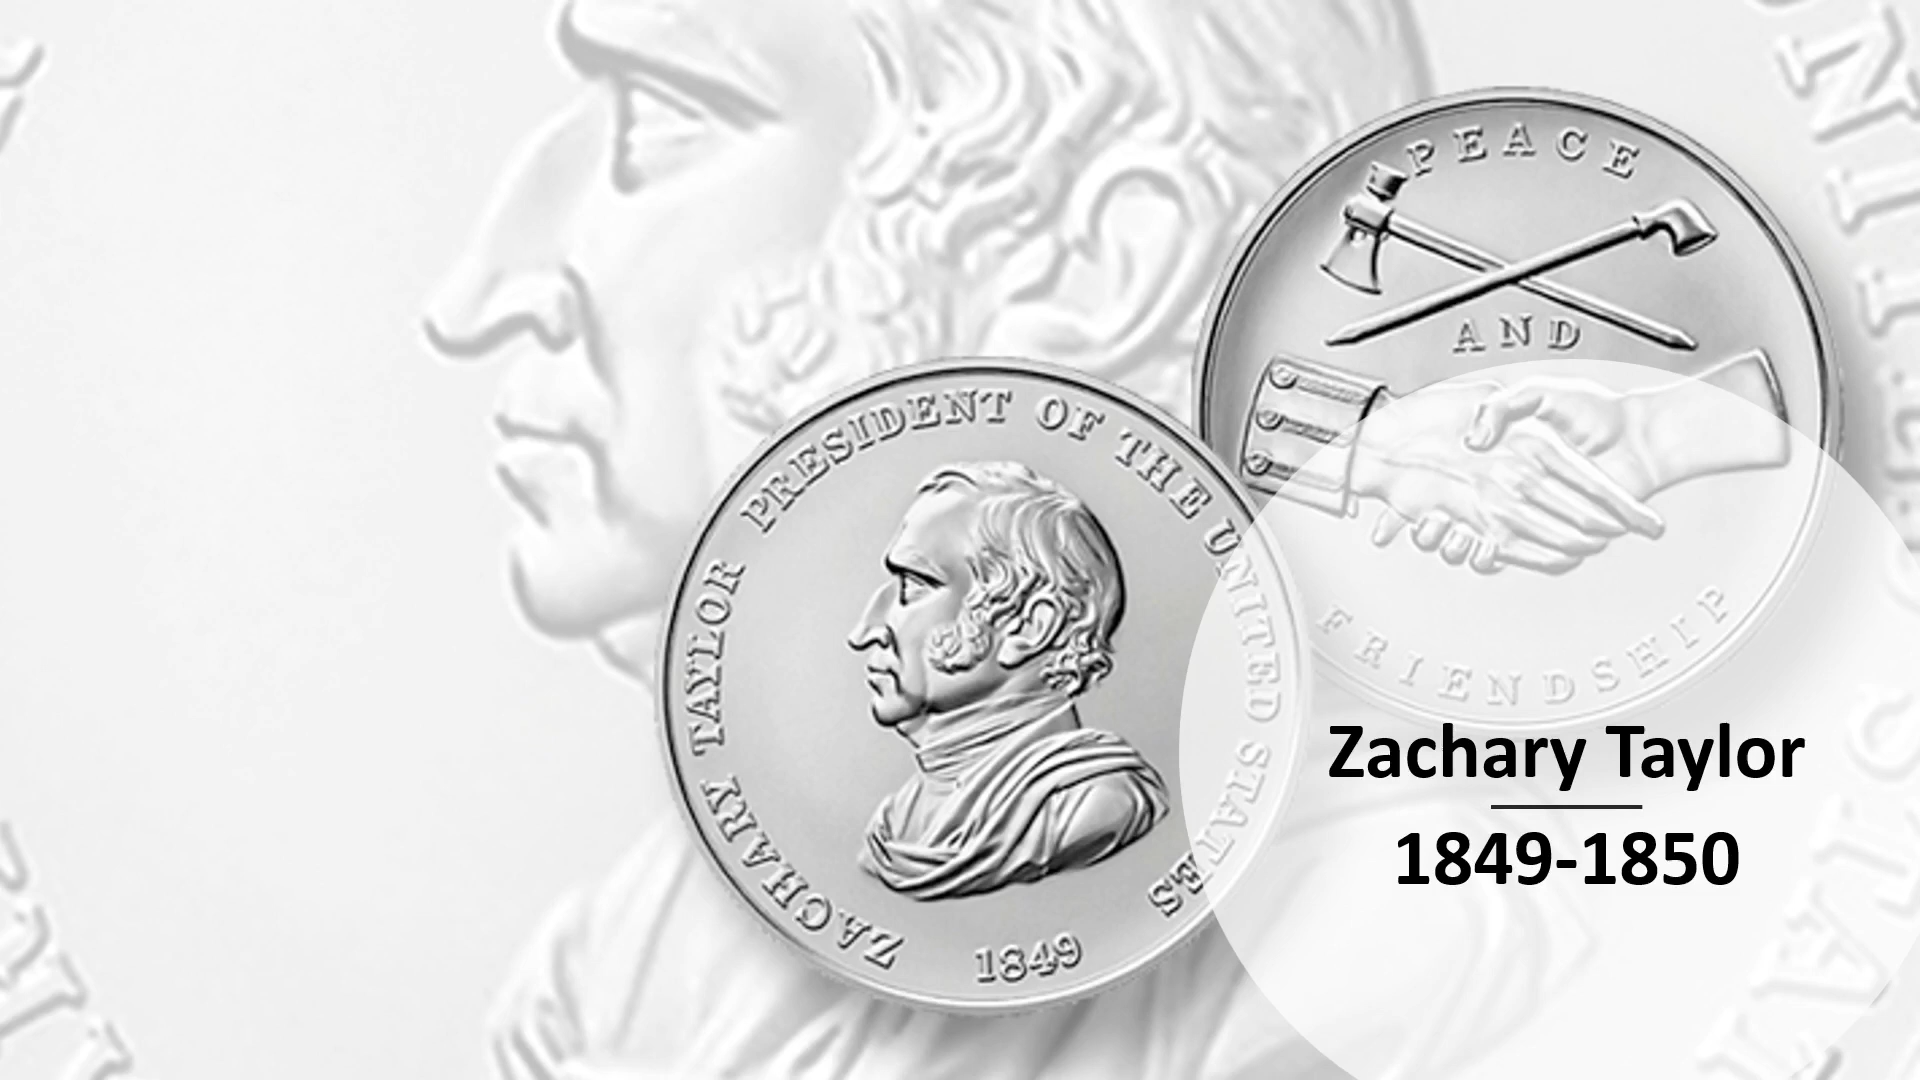 PEACE
AND
FRIENDSHIP
ZACHARY TAYLOR PRESIDENT OF THE UNITED STATES
1849
Zachary Taylor
1849-1850